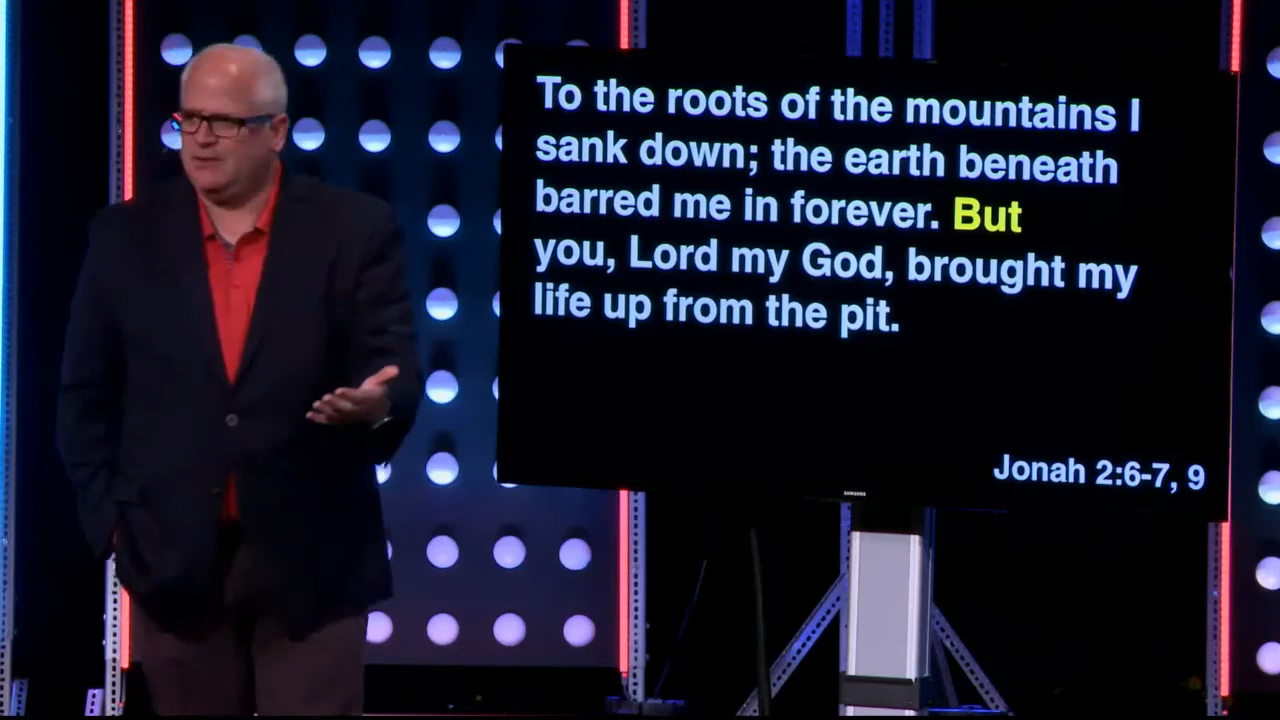 To the roots of the mountains I
sank down; the earth beneath
barred me in forever. But
you, Lord my God, brought my
life up from the pit.
Jonah 2:6-7, 9
SAMSUNG